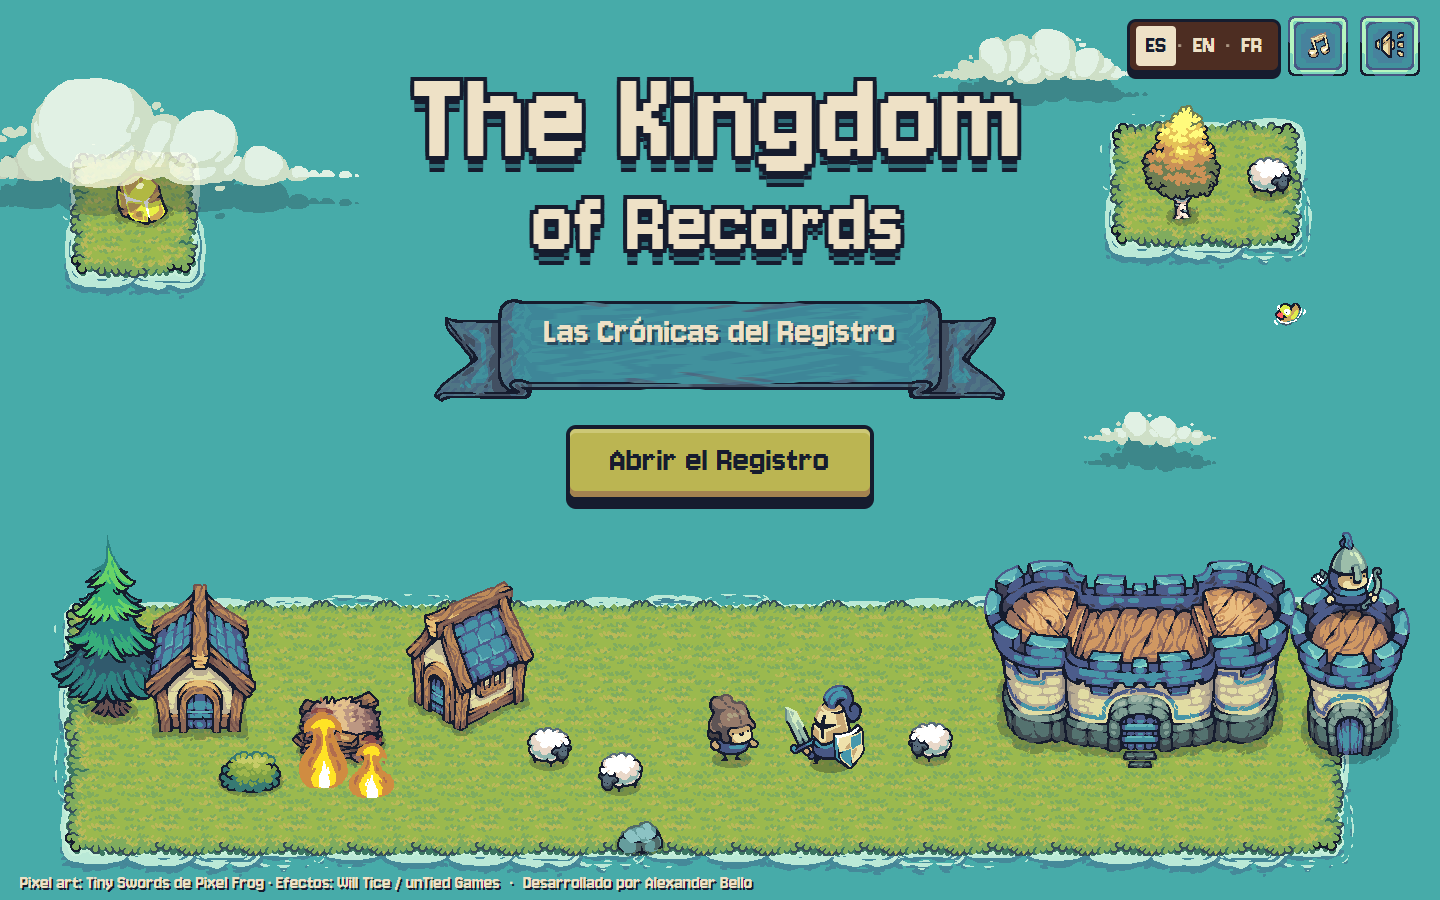 ES · EN · FR
The Kingdom
of Records
Las Crónicas del Registro
Abrir el Registro
Pixel art: Tiny Swords de Pixel Frog · Efectos: Will Tice / unTied Games · Desarrollado por Alexander Bello